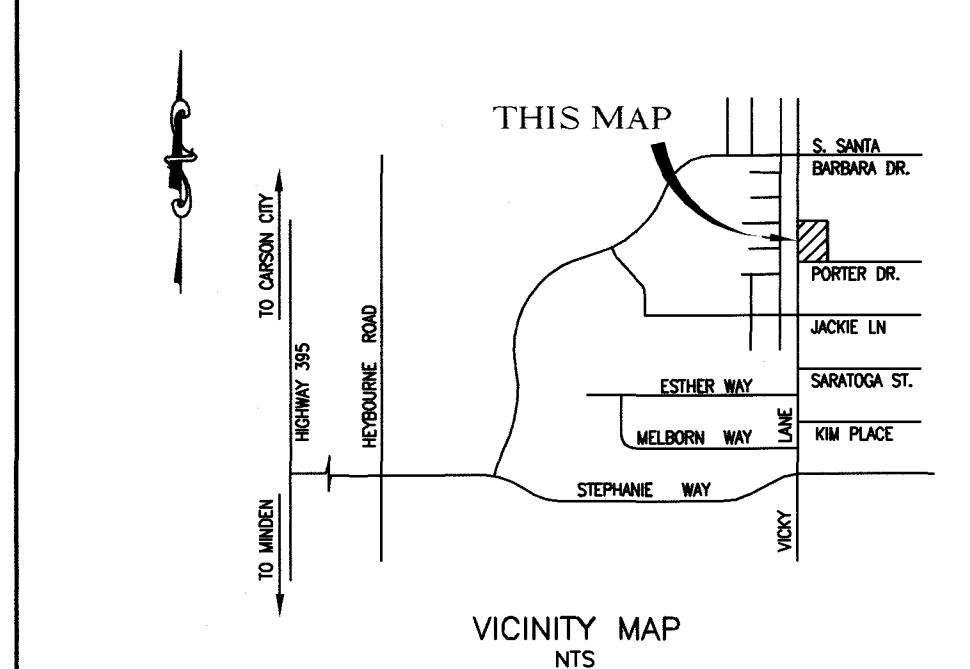 THIS MAP
S. SANTA
BARBARA DR.
TO CARSON CITY
PORTER DR.
JACKIE LN
HIGHWAY 395
HEYBOURNE ROAD
SARATOGA ST.
ESTHER WAY
LANE
KIM PLACE
MELBORN WAY
STEPHANIE WAY
TO MINDEN
VICKY
VICINITY MAP
NTS